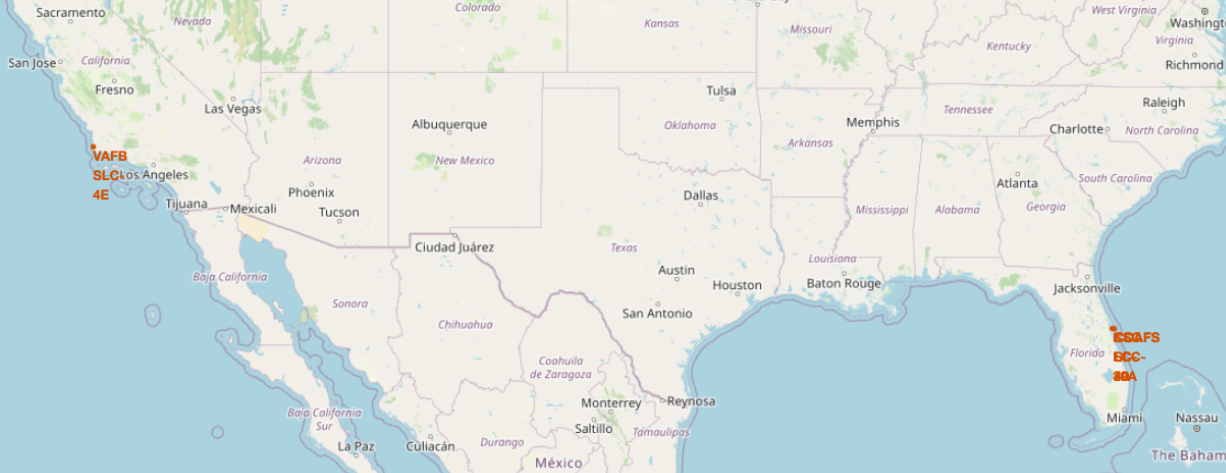 Sacramento
Nevada
Colorado
Kansas
Missouri
West Virginia
Washingt
San Jose
California
Kentucky
Virginia
Richmond
Fresno
Las Vegas
Tulsa
Raleigh
Albuquerque
Oklahoma
Memphis
Tennessee
Charlotte
North Carolina
VAFB
SLC-
4E
Los Angeles
Arizona
New Mexico
Arkansas
Atlanta
South Carolina
Phoenix
Dallas
Tijuana
Mexicali
Tucson
Mississippi
Alabama
Georgia
Ciudad Juárez
Texas
Louisiana
Baja California
Austin
Houston
Baton Rouge
Jacksonville
Sonora
San Antonio
Chihuahua
Florida
Coahuila
de Zaragoza
Monterrey
Reynosa
Miami
Nassau
Baja California
Sur
Saltillo
Tamaulipas
La Paz
Culiacán
Durango
México
The Baham